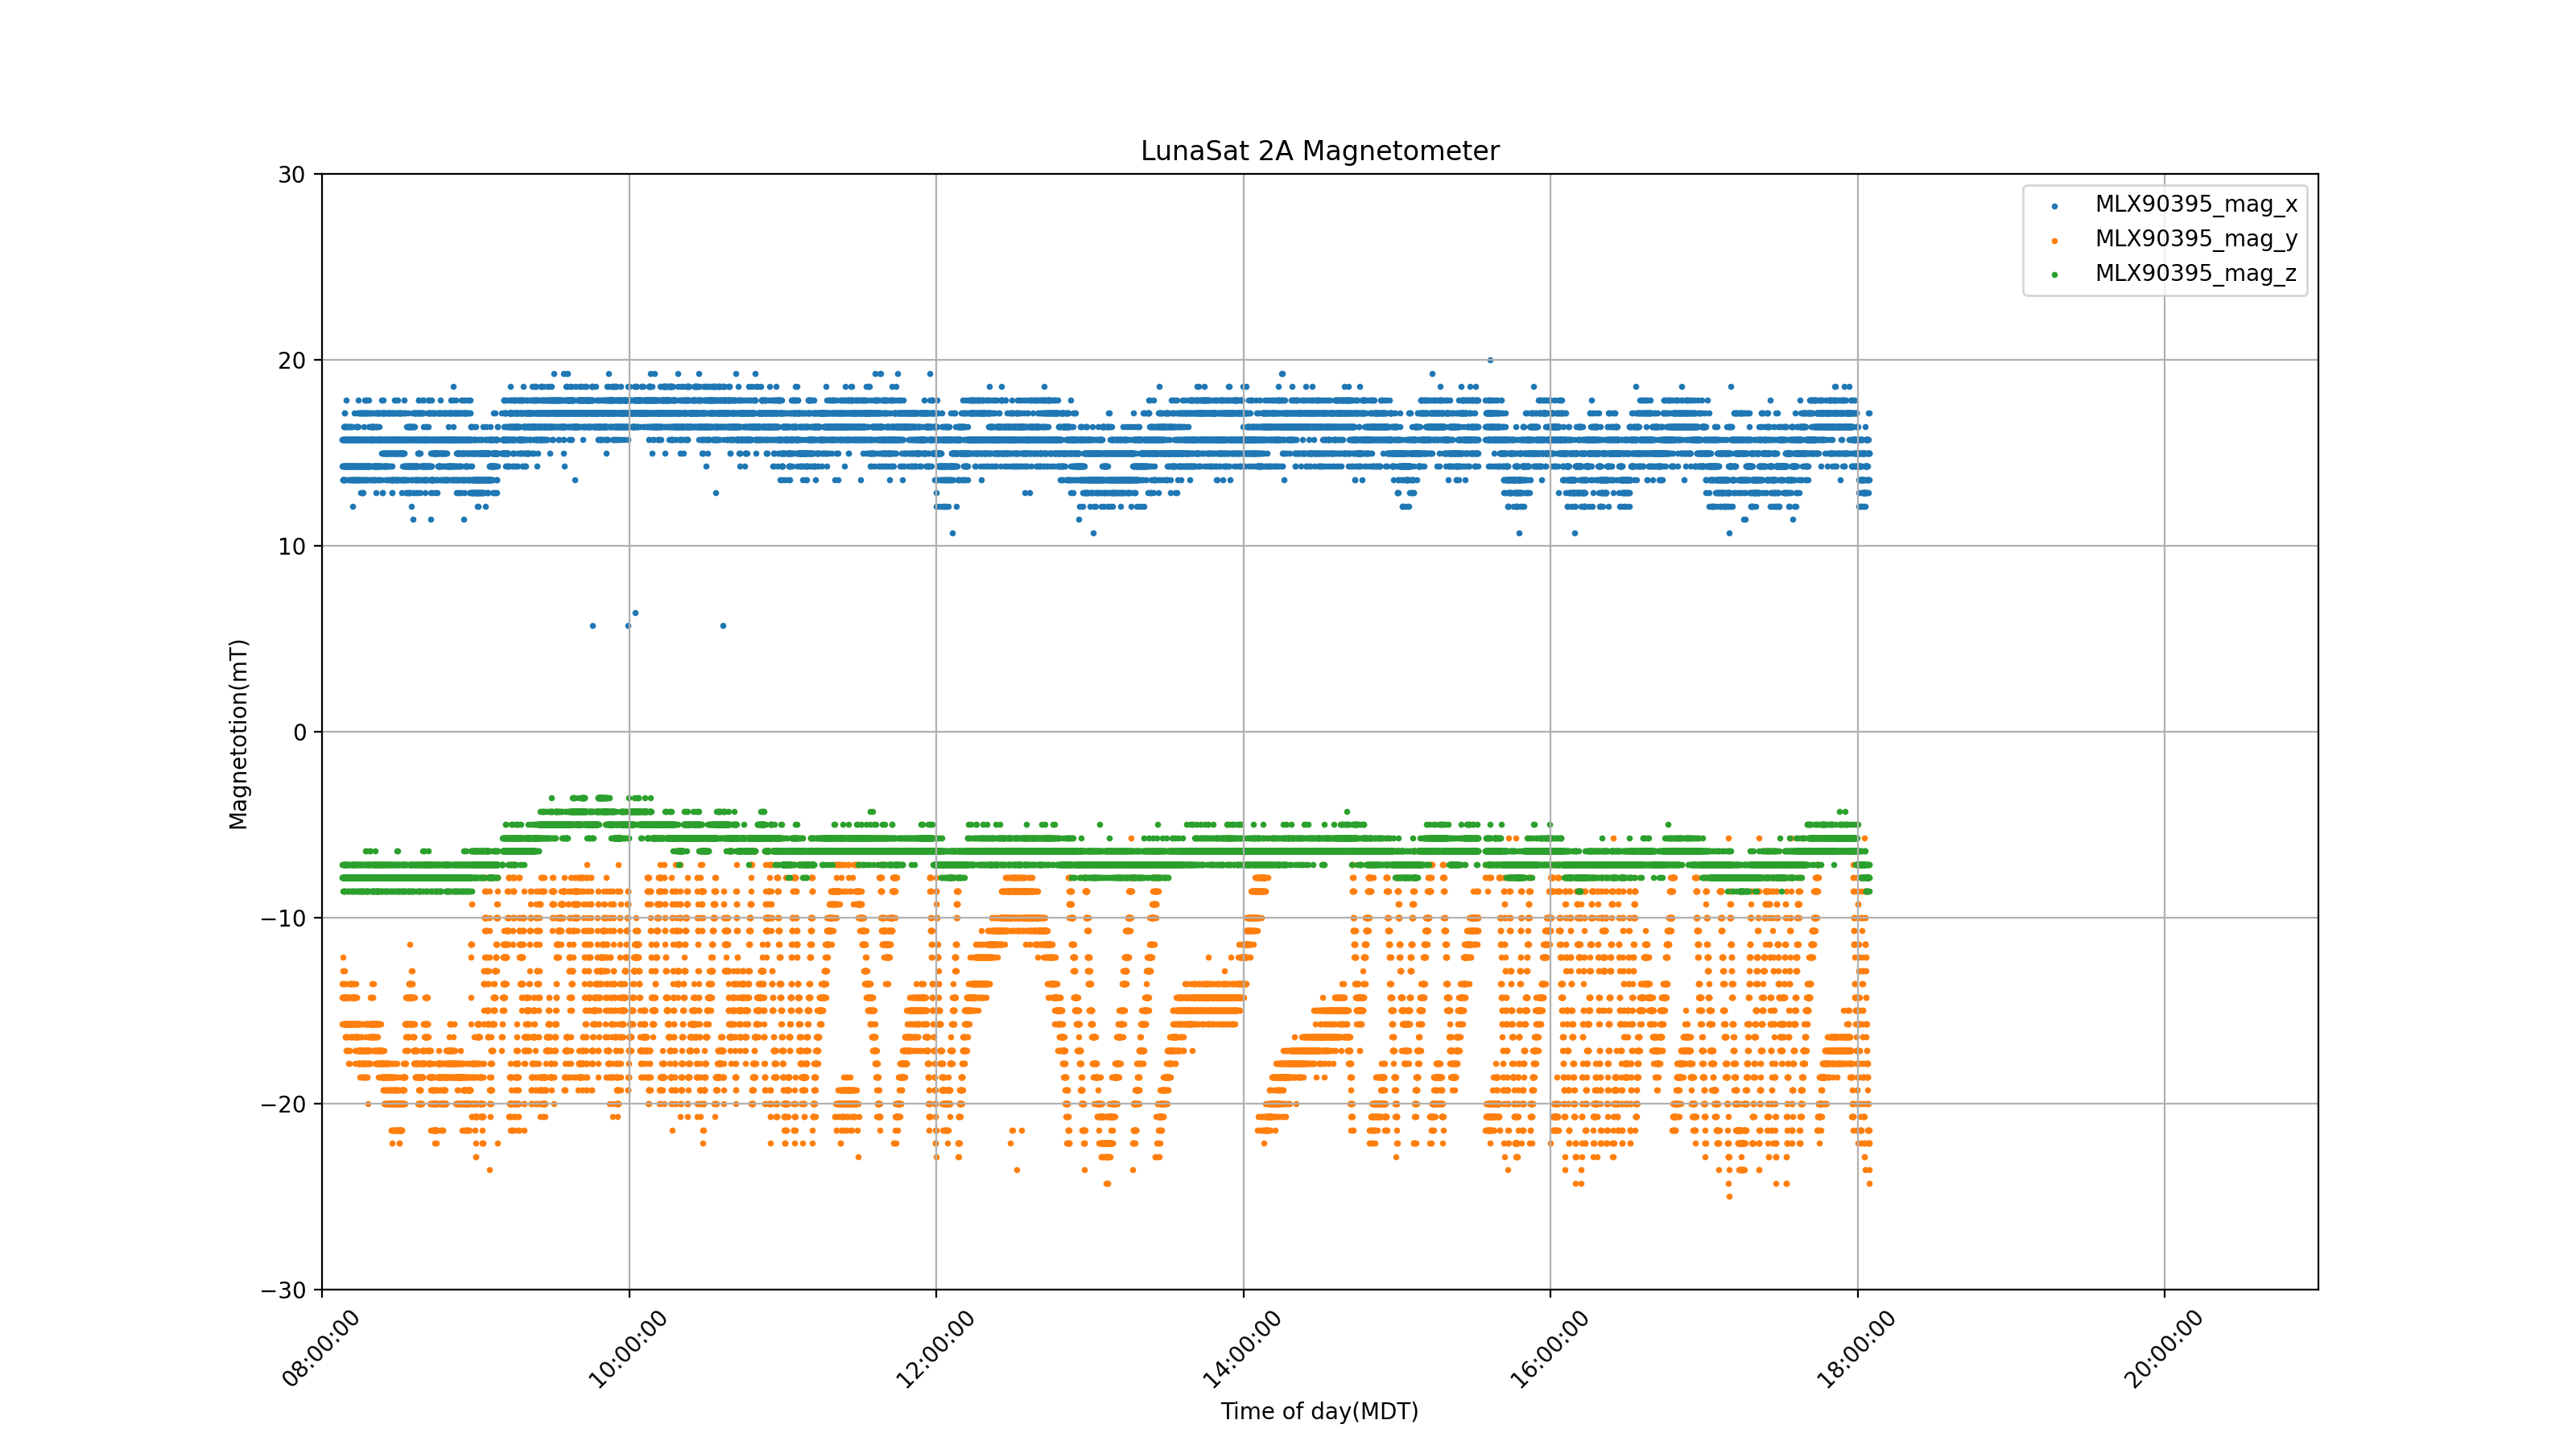 LunaSat 2A Magnetometer
30
20
10
0
−10
−20
−30
Magnetotion(mT)
MLX90395_mag_x
MLX90395_mag_y
MLX90395_mag_z
08:00:00
10:00:00
12:00:00
14:00:00
16:00:00
18:00:00
20:00:00
Time of day(MDT)